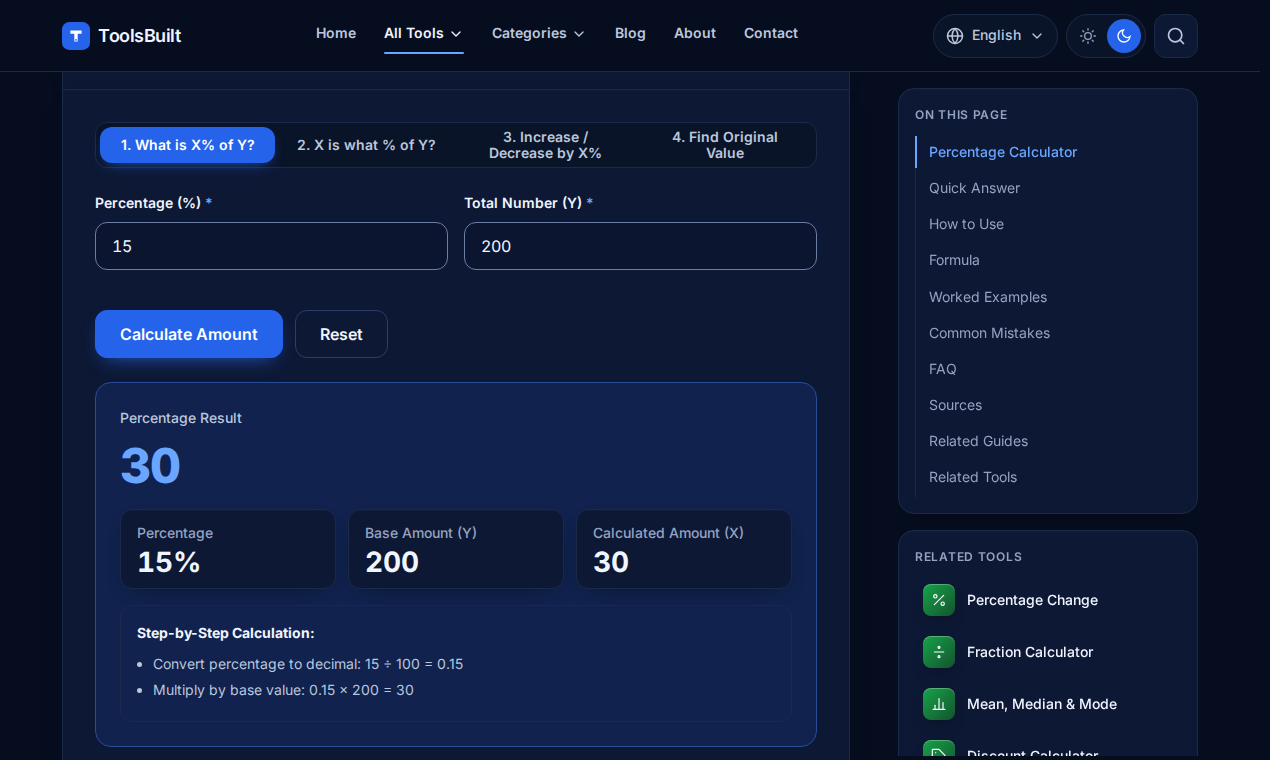 ToolsBuilt
Home
All Tools
Categories
Blog
About
Contact
English
1. What is X% of Y?
2. X is what % of Y?
3. Increase /
Decrease by X%
4. Find Original
Value
Percentage (%) *
Total Number (Y) *
15
200
Calculate Amount
Reset
Percentage Result
30
Percentage
15%
Base Amount (Y)
200
Calculated Amount (X)
30
Step-by-Step Calculation:
• Convert percentage to decimal: 15 ÷ 100 = 0.15
• Multiply by base value: 0.15 × 200 = 30
ON THIS PAGE
Percentage Calculator
Quick Answer
How to Use
Formula
Worked Examples
Common Mistakes
FAQ
Sources
Related Guides
Related Tools
RELATED TOOLS
Percentage Change
Fraction Calculator
Mean, Median & Mode
Discount Calculator